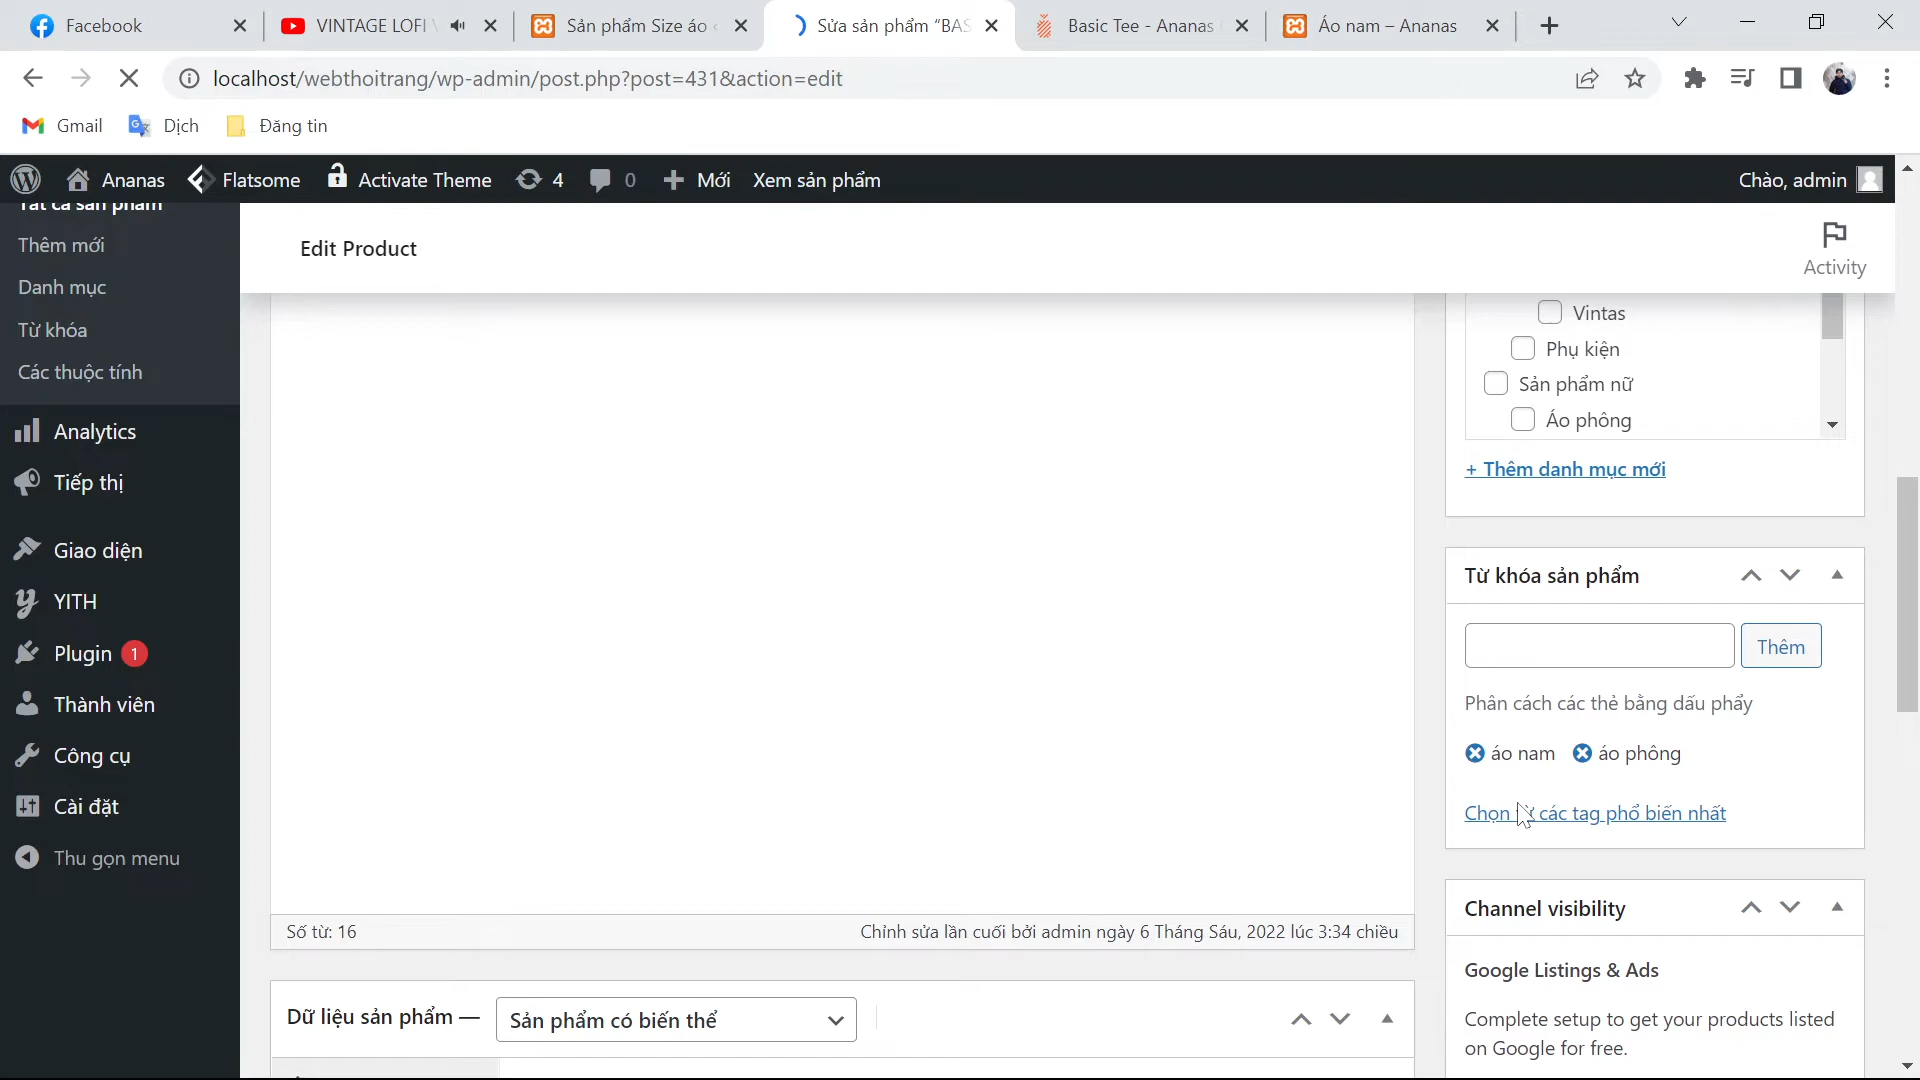 Facebook
VINTAGE LOFI
Sản phẩm Size áo
Sửa sản phẩm “BAS
Basic Tee - Ananas
Áo nam – Ananas
localhost/webthoitrang/wp-admin/post.php?post=431&action=edit
Gmail
Dịch
Đăng tin
Ananas
Flatsome
Activate Theme
4
0
Mới
Xem sản phẩm
Chào, admin
Tất cả sản phẩm
Thêm mới
Danh mục
Từ khóa
Các thuộc tính
Analytics
Tiếp thị
Giao diện
YITH
Plugin 1
Thành viên
Công cụ
Cài đặt
Thu gọn menu
Edit Product
Activity
Vintas
Phụ kiện
Sản phẩm nữ
Áo phông
+ Thêm danh mục mới
Từ khóa sản phẩm
Thêm
Phân cách các thẻ bằng dấu phẩy
áo nam
áo phông
Chọn từ các tag phổ biến nhất
Channel visibility
Google Listings & Ads
Complete setup to get your products listed
on Google for free.
Số từ: 16
Chỉnh sửa lần cuối bởi admin ngày 6 Tháng Sáu, 2022 lúc 3:34 chiều
Dữ liệu sản phẩm —
Sản phẩm có biến thể